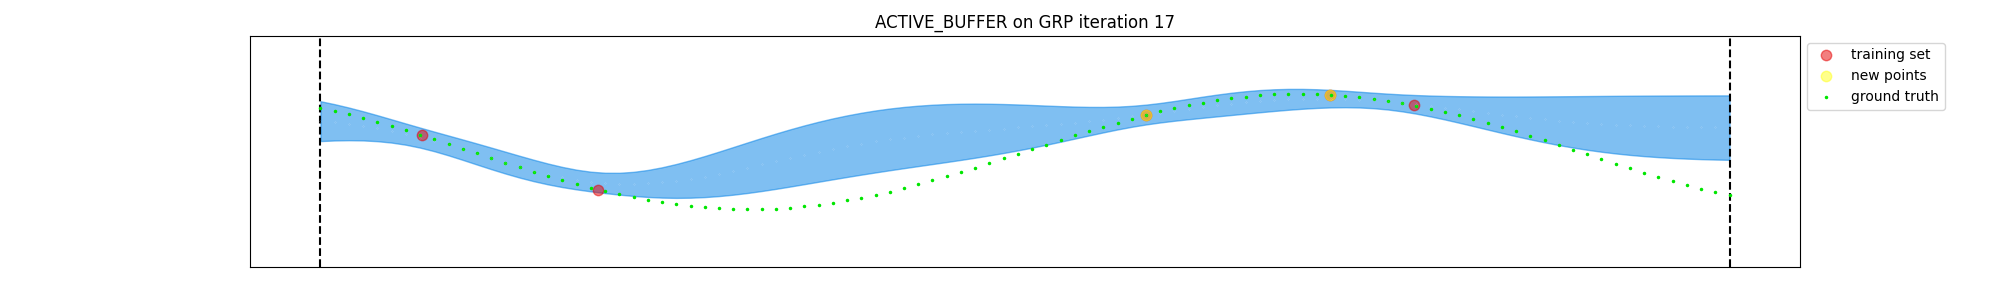 ACTIVE_BUFFER on GRP iteration 17
training set
new points
ground truth